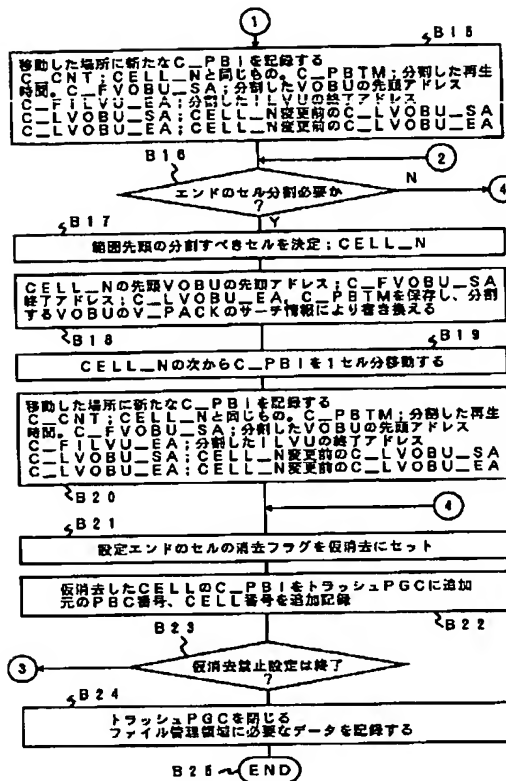 1
B15
移動した場所に新たなC_PBIを記録する
C_CNT;CELL_Nと同じもの。C_PBTM;分割した再生
時間。C_FVOBU_SA;分割したVOBUの先頭アドレス
C_FILVU_EA;分割したILVUの終了アドレス
C_LVOBU_SA;CELL_N変更前のC_LVOBU_SA
C_LVOBU_EA;CELL_N変更前のC_LVOBU_EA
2
B16
エンドのセル分割必要か
?
N
4
Y
B17
範囲先頭の分割すべきセルを決定;CELL_N
CELL_Nの先頭VOBUの先頭アドレス;C_FVOBU_SA
終了アドレス;C_LVOBU_EA、C_PBTMを保存し、分割
するVOBUのV_PACKのサーチ情報により書き換える
B18
B19
CELL_Nの次からC_PBIを1セル分移動する
移動した場所に新たなC_PBIを記録する
C_CNT;CELL_Nと同じもの。C_PBTM;分割した再生
時間。C_FVOBU_SA;分割したVOBUの先頭アドレス
C_FILVU_EA;分割したILVUの終了アドレス
C_LVOBU_SA;CELL_N変更前のC_LVOBU_SA
C_LVOBU_EA;CELL_N変更前のC_LVOBU_EA
B20
4
B21
設定エンドのセルの消去フラグを仮消去にセット
仮消去したCELLのC_PBIをトラッシュPGCに追加
元のPBC番号、CELL番号を追加記録
B22
B23
3
仮消去禁止設定は終了
?
B24
トラッシュPGCを閉じる
ファイル管理領域に必要なデータを記録する
B25
END